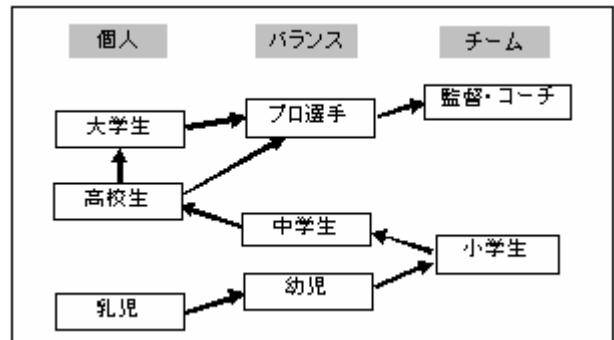 個人
バランス
チーム
大学生
プロ選手
監督・コーチ
高校生
中学生
小学生
乳児
幼児